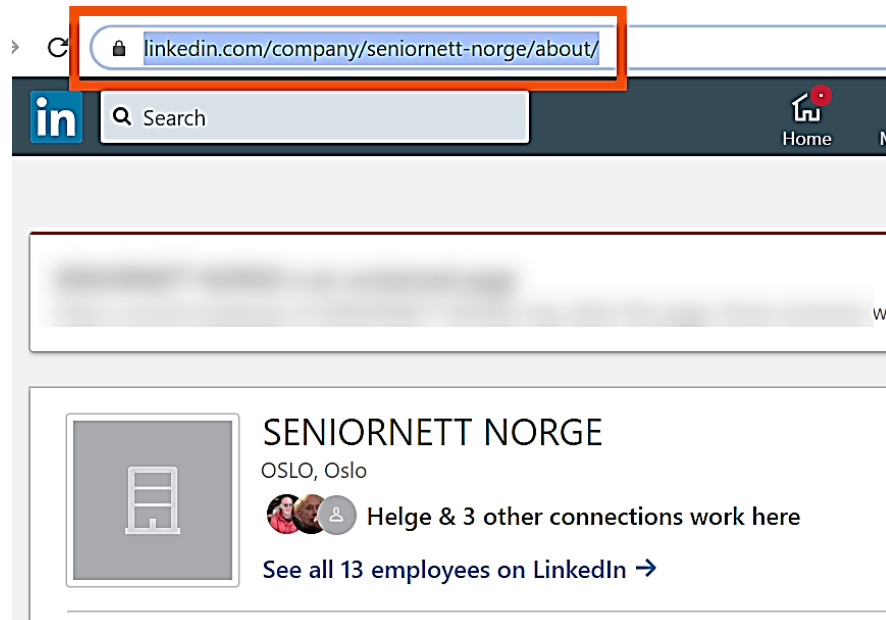 linkedin.com/company/seniornett-norge/about/
in
Search
Home
SENIORNETT NORGE
OSLO, Oslo
Helge & 3 other connections work here
See all 13 employees on LinkedIn →